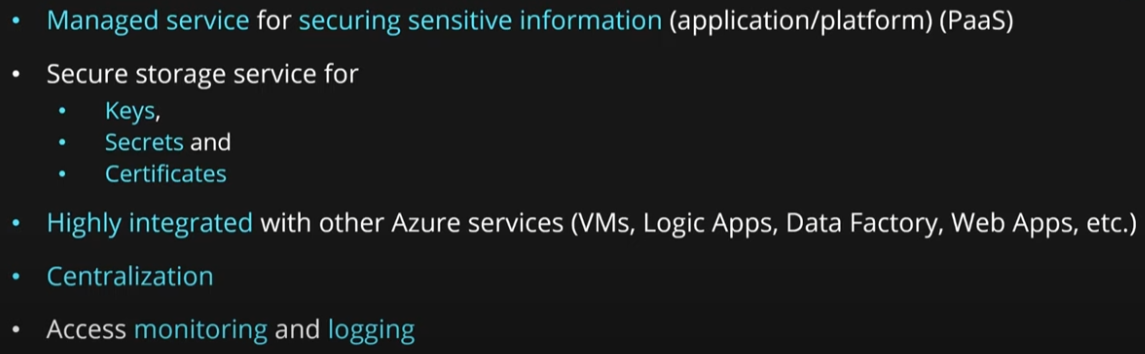 • Managed service for securing sensitive information (application/platform) (PaaS)
• Secure storage service for
• Keys,
• Secrets and
• Certificates
• Highly integrated with other Azure services (VMs, Logic Apps, Data Factory, Web Apps, etc.)
• Centralization
• Access monitoring and logging